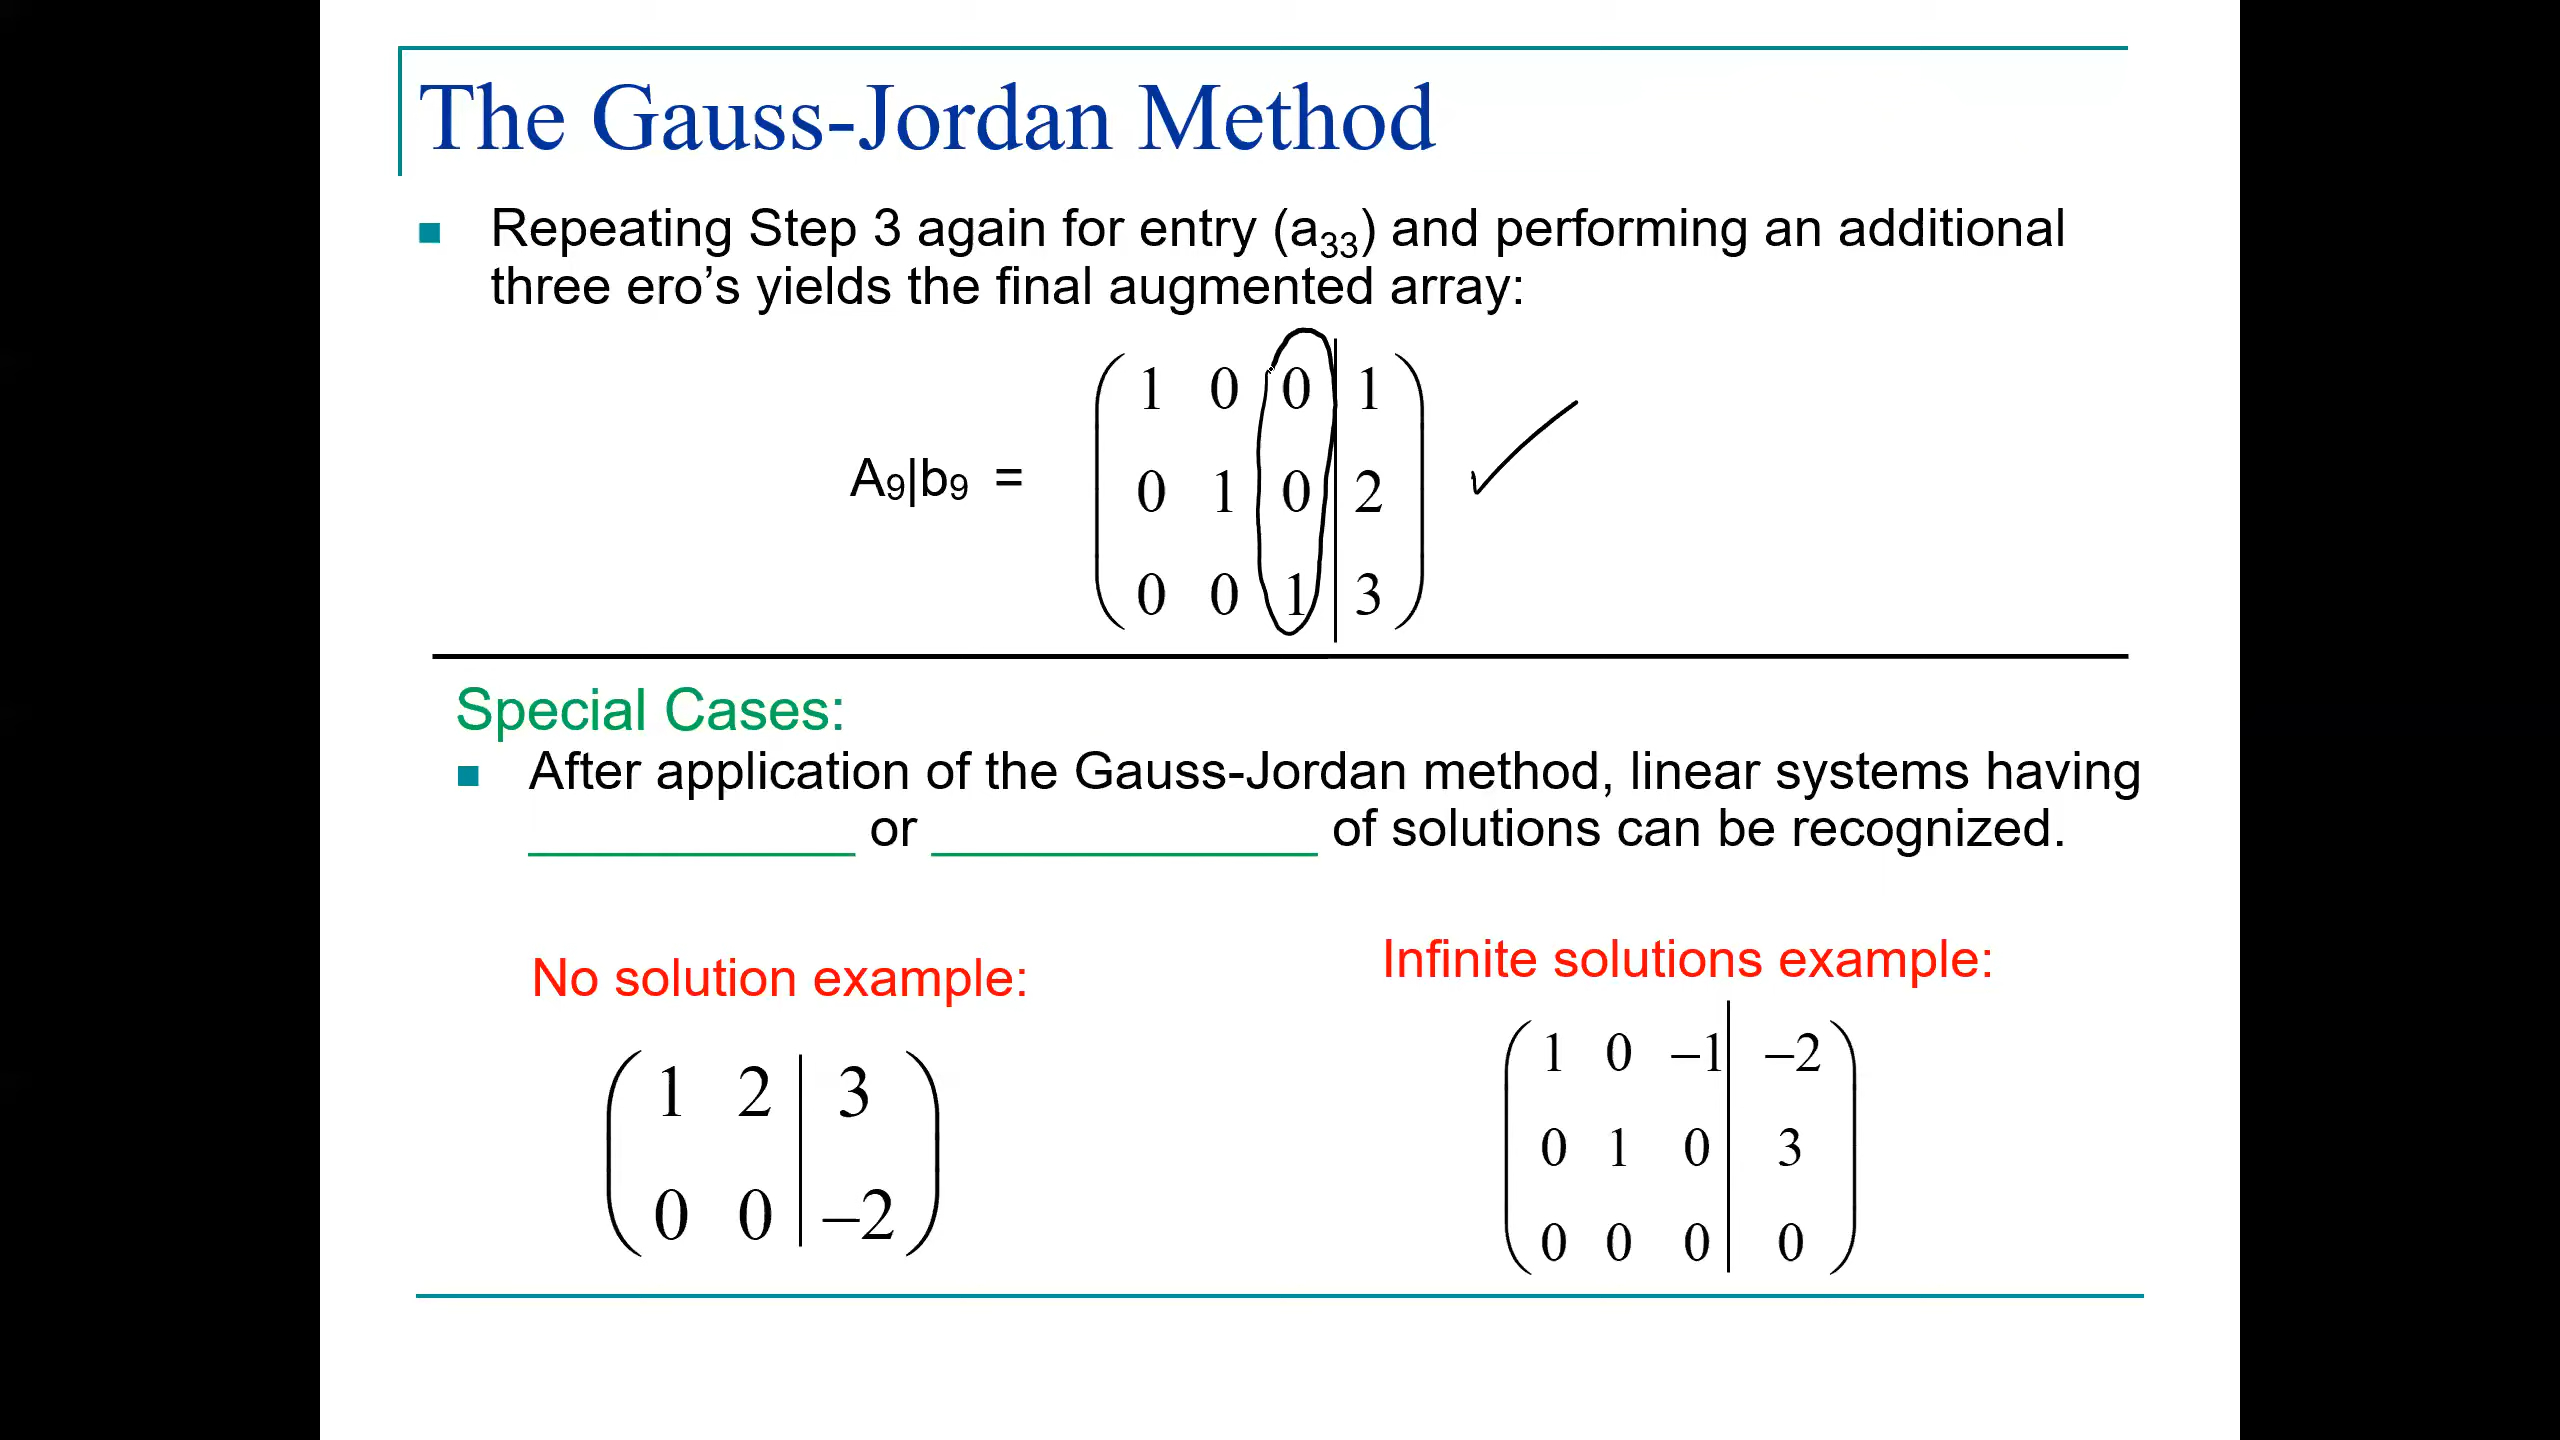 The Gauss-Jordan Method
Repeating Step 3 again for entry (a33) and performing an additional
three ero’s yields the final augmented array:
A9|b9 =
1 0 0 1
0 1 0 2
0 0 1 3
Special Cases:
After application of the Gauss-Jordan method, linear systems having
____________ or ______________ of solutions can be recognized.
No solution example:
1 2 3
0 0 –2
Infinite solutions example:
1 0 –1 –2
0 1 0 3
0 0 0 0